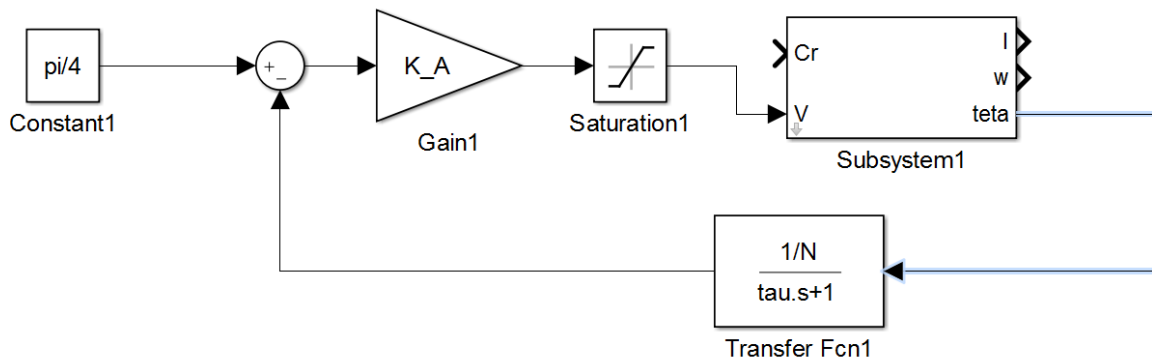 pi/4
Constant1
+
_
K_A
Gain1
Saturation1
Cr
V
I
w
teta
Subsystem1
1/N
tau.s+1
Transfer Fcn1